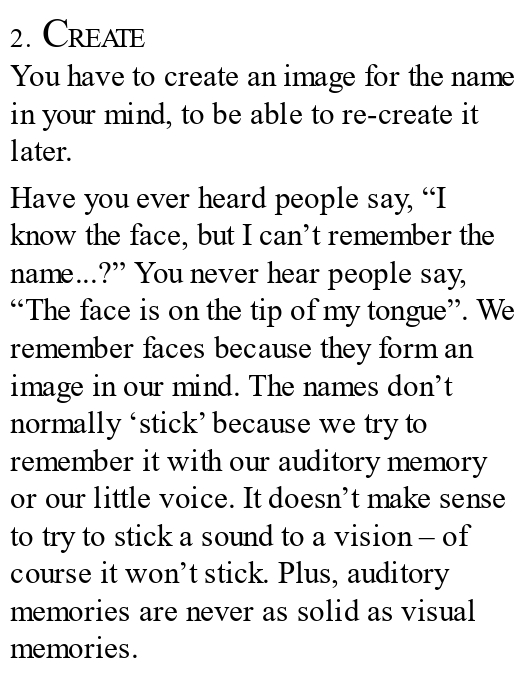 2. CREATE
You have to create an image for the name
in your mind, to be able to re-create it
later.
Have you ever heard people say, “I
know the face, but I can’t remember the
name...?” You never hear people say,
“The face is on the tip of my tongue”. We
remember faces because they form an
image in our mind. The names don’t
normally ‘stick’ because we try to
remember it with our auditory memory
or our little voice. It doesn’t make sense
to try to stick a sound to a vision – of
course it won’t stick. Plus, auditory
memories are never as solid as visual
memories.